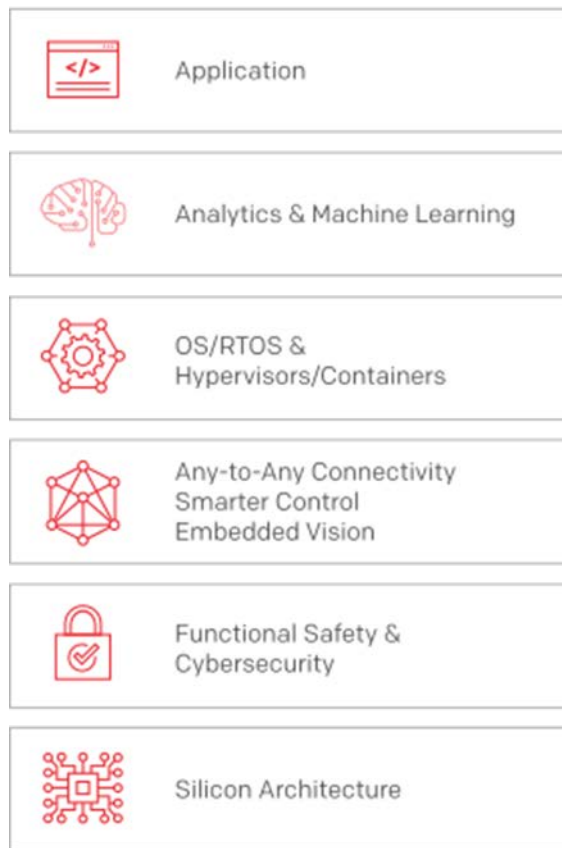 </>
Application
Analytics & Machine Learning
OS/RTOS &
Hypervisors/Containers
Any-to-Any Connectivity
Smarter Control
Embedded Vision
Functional Safety &
Cybersecurity
Silicon Architecture